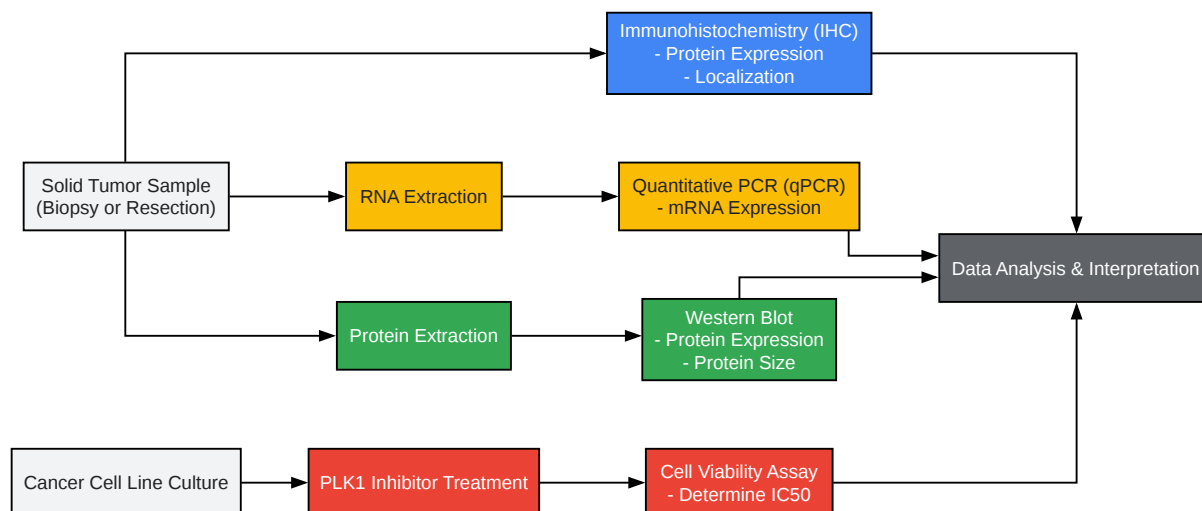 Immunohistochemistry (IHC)
- Protein Expression
- Localization
Solid Tumor Sample
(Biopsy or Resection)
RNA Extraction
Quantitative PCR (qPCR)
- mRNA Expression
Data Analysis & Interpretation
Protein Extraction
Western Blot
- Protein Expression
- Protein Size
Cancer Cell Line Culture
PLK1 Inhibitor Treatment
Cell Viability Assay
- Determine IC50